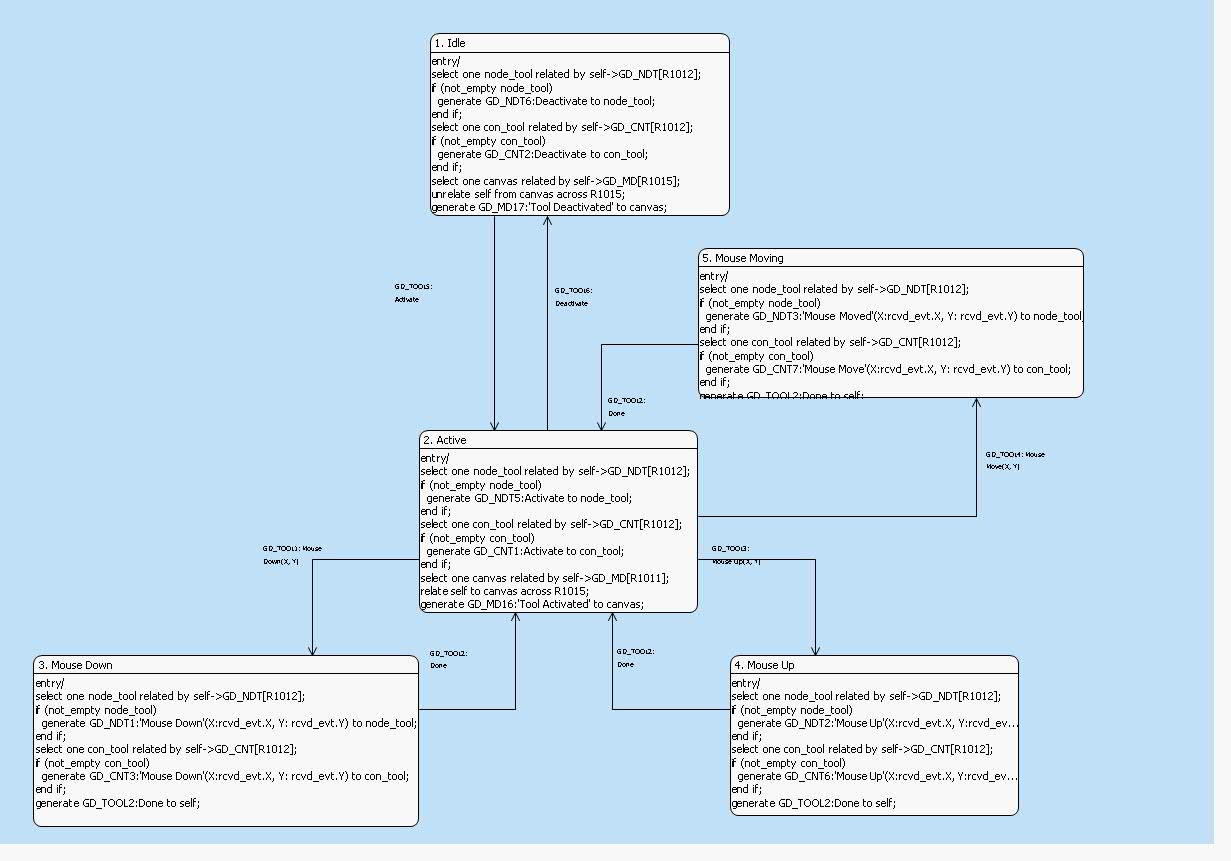 1. Idle
entry/
select one node_tool related by self->GD_NDT[R1012];
if (not_empty node_tool)
generate GD_NDT6:Deactivate to node_tool;
end if;
select one con_tool related by self->GD_CNT[R1012];
if (not_empty con_tool)
generate GD_CNT2:Deactivate to con_tool;
end if;
select one canvas related by self->GD_MD[R1015];
unrelate self from canvas across R1015;
generate GD_MD17:'Tool Deactivated' to canvas;
5. Mouse Moving
entry/
select one node_tool related by self->GD_NDT[R1012];
if (not_empty node_tool)
generate GD_NDT3:'Mouse Moved'(X:rcvd_evt.X, Y: rcvd_evt.Y) to node_tool
end if;
select one con_tool related by self->GD_CNT[R1012];
if (not_empty con_tool)
generate GD_CNT7:'Mouse Move'(X:rcvd_evt.X, Y: rcvd_evt.Y) to con_tool;
end if;
generate GD_TOOL2:Done to self;
GD_TOOL5:
Activate
GD_TOOL6:
Deactivate
GD_TOOL2:
Done
2. Active
entry/
select one node_tool related by self->GD_NDT[R1012];
if (not_empty node_tool)
generate GD_NDT5:Activate to node_tool;
end if;
select one con_tool related by self->GD_CNT[R1012];
if (not_empty con_tool)
generate GD_CNT1:Activate to con_tool;
end if;
select one canvas related by self->GD_MD[R1011];
relate self to canvas across R1015;
generate GD_MD16:'Tool Activated' to canvas;
GD_TOOL4: Mouse
Move(X, Y)
GD_TOOL1: Mouse
Down(X, Y)
GD_TOOL3:
Mouse Up(X, Y)
GD_TOOL2:
Done
GD_TOOL2:
Done
3. Mouse Down
entry/
select one node_tool related by self->GD_NDT[R1012];
if (not_empty node_tool)
generate GD_NDT1:'Mouse Down'(X:rcvd_evt.X, Y: rcvd_evt.Y) to node_tool;
end if;
select one con_tool related by self->GD_CNT[R1012];
if (not_empty con_tool)
generate GD_CNT3:'Mouse Down'(X:rcvd_evt.X, Y: rcvd_evt.Y) to con_tool;
end if;
generate GD_TOOL2:Done to self;
4. Mouse Up
entry/
select one node_tool related by self->GD_NDT[R1012];
if (not_empty node_tool)
generate GD_NDT2:'Mouse Up'(X:rcvd_evt.X, Y:rcvd_ev...
end if;
select one con_tool related by self->GD_CNT[R1012];
if (not_empty con_tool)
generate GD_CNT6:'Mouse Up'(X:rcvd_evt.X, Y:rcvd_ev...
end if;
generate GD_TOOL2:Done to self;